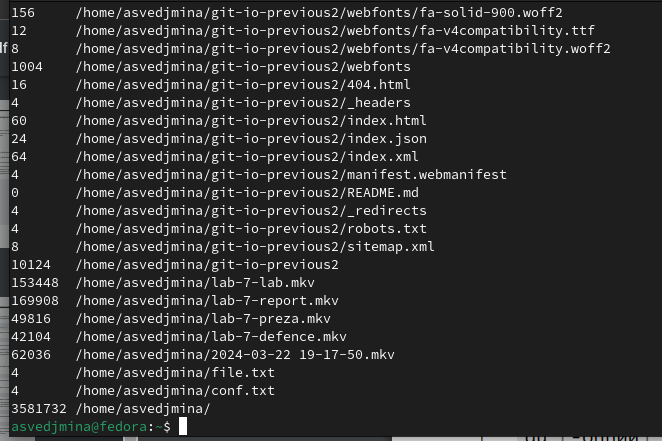 156     /home/asvedjmina/git-io-previous2/webfonts/fa-solid-900.woff2
12      /home/asvedjmina/git-io-previous2/webfonts/fa-v4compatibility.ttf
8       /home/asvedjmina/git-io-previous2/webfonts/fa-v4compatibility.woff2
1004    /home/asvedjmina/git-io-previous2/webfonts
16      /home/asvedjmina/git-io-previous2/404.html
4       /home/asvedjmina/git-io-previous2/_headers
60      /home/asvedjmina/git-io-previous2/index.html
24      /home/asvedjmina/git-io-previous2/index.json
64      /home/asvedjmina/git-io-previous2/index.xml
4       /home/asvedjmina/git-io-previous2/manifest.webmanifest
0       /home/asvedjmina/git-io-previous2/README.md
4       /home/asvedjmina/git-io-previous2/_redirects
4       /home/asvedjmina/git-io-previous2/robots.txt
8       /home/asvedjmina/git-io-previous2/sitemap.xml
10124   /home/asvedjmina/git-io-previous2
153448  /home/asvedjmina/lab-7-lab.mkv
169908  /home/asvedjmina/lab-7-report.mkv
49816   /home/asvedjmina/lab-7-preza.mkv
42104   /home/asvedjmina/lab-7-defence.mkv
62036   /home/asvedjmina/2024-03-22 19-17-50.mkv
4       /home/asvedjmina/file.txt
4       /home/asvedjmina/conf.txt
3581732 /home/asvedjmina/
asvedjmina@fedora:~$